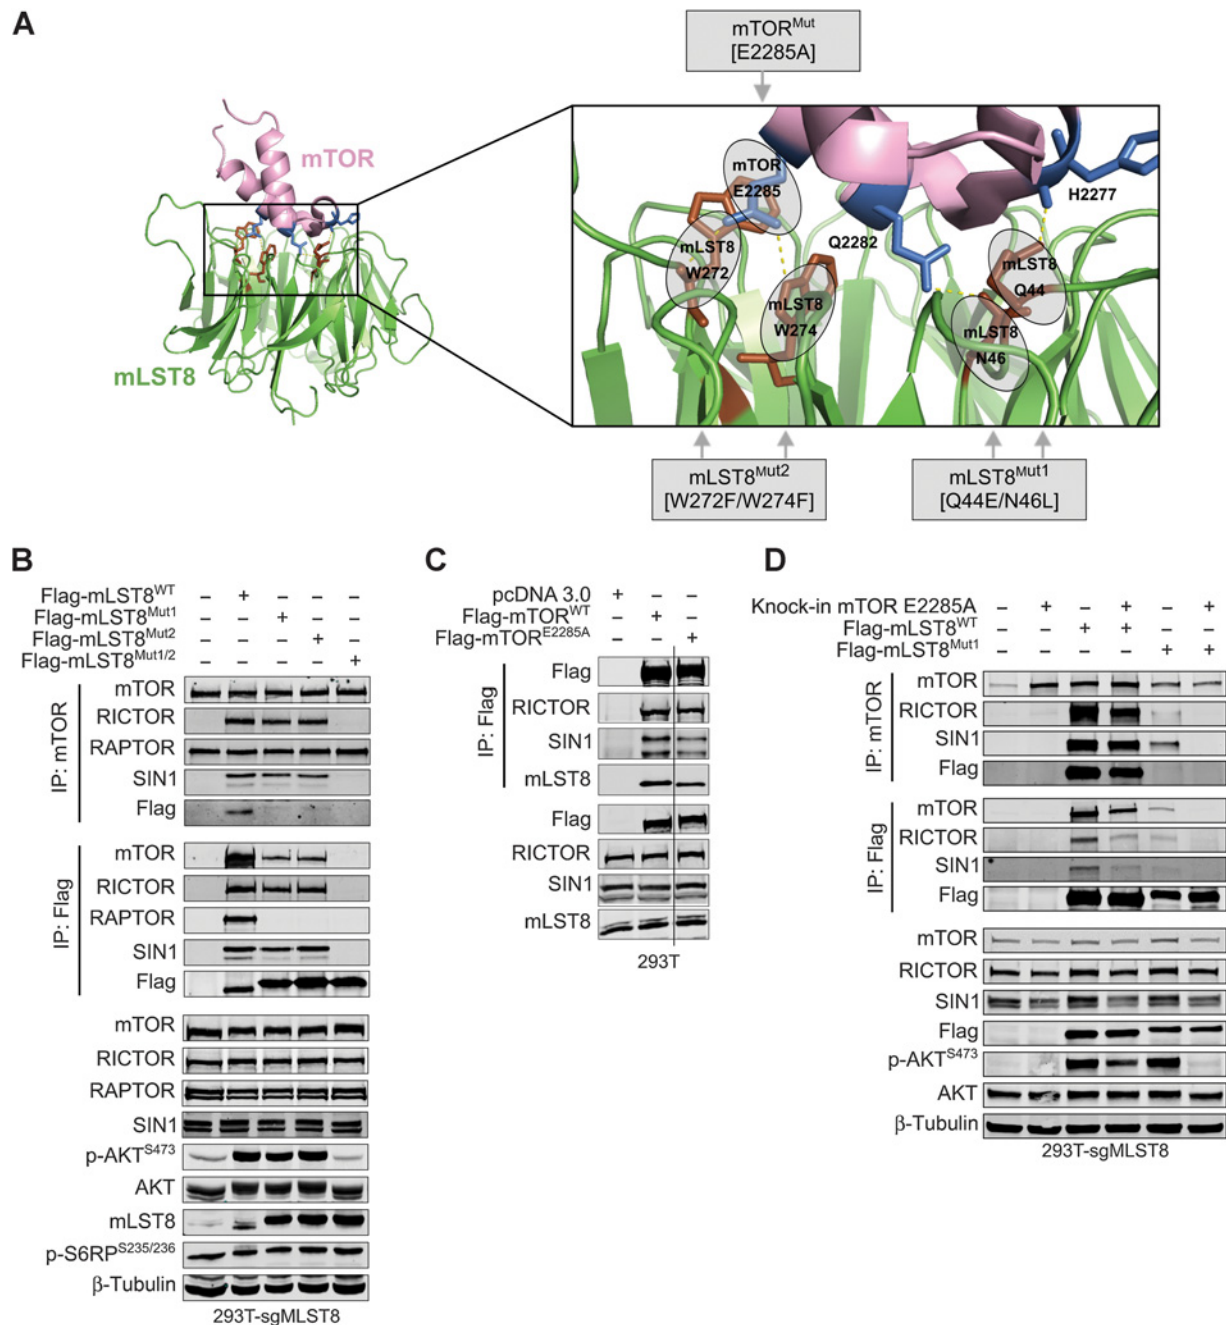 A
mTOR^Mut
[E2285A]
mTOR
mLST8
mTOR
E2285
H2277
mLST8
W272
Q2282
mLST8
Q44
mLST8
W274
mLST8
N46
mLST8^Mut2
[W272F/W274F]
mLST8^Mut1
[Q44E/N46L]
B
Flag-mLST8^WT – + – – –
Flag-mLST8^Mut1 – – + – –
Flag-mLST8^Mut2 – – – + –
Flag-mLST8^Mut1/2 – – – – +
IP: mTOR
mTOR
RICTOR
RAPTOR
SIN1
Flag
IP: Flag
mTOR
RICTOR
RAPTOR
SIN1
Flag
mTOR
RICTOR
RAPTOR
SIN1
p-AKT^S473
AKT
mLST8
p-S6RP^S235/236
β-Tubulin
293T-sgMLST8
C
pcDNA 3.0 + – –
Flag-mTOR^WT – + –
Flag-mTOR^E2285A – – +
IP: Flag
Flag
RICTOR
SIN1
mLST8
Flag
RICTOR
SIN1
mLST8
293T
D
Knock-in mTOR E2285A – + – + – +
Flag-mLST8^WT – – + + – –
Flag-mLST8^Mut1 – – – – + +
IP: mTOR
mTOR
RICTOR
SIN1
Flag
IP: Flag
mTOR
RICTOR
SIN1
Flag
mTOR
RICTOR
SIN1
Flag
p-AKT^S473
AKT
β-Tubulin
293T-sgMLST8